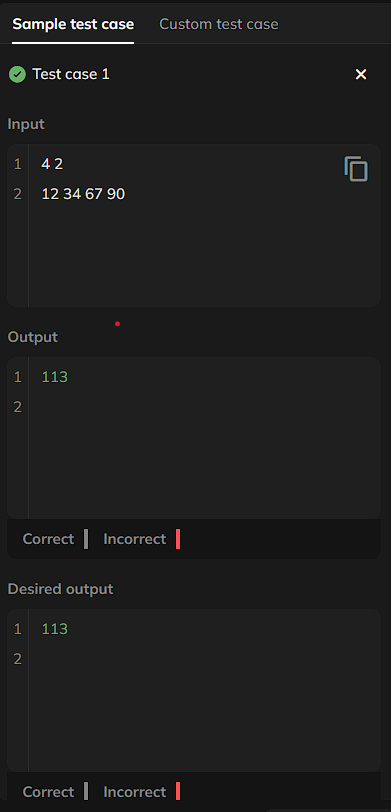 Sample test case Custom test case
Test case 1
Input
1 4 2
2 12 34 67 90
Output
1 113
2
Correct Incorrect
Desired output
1 113
2
Correct Incorrect